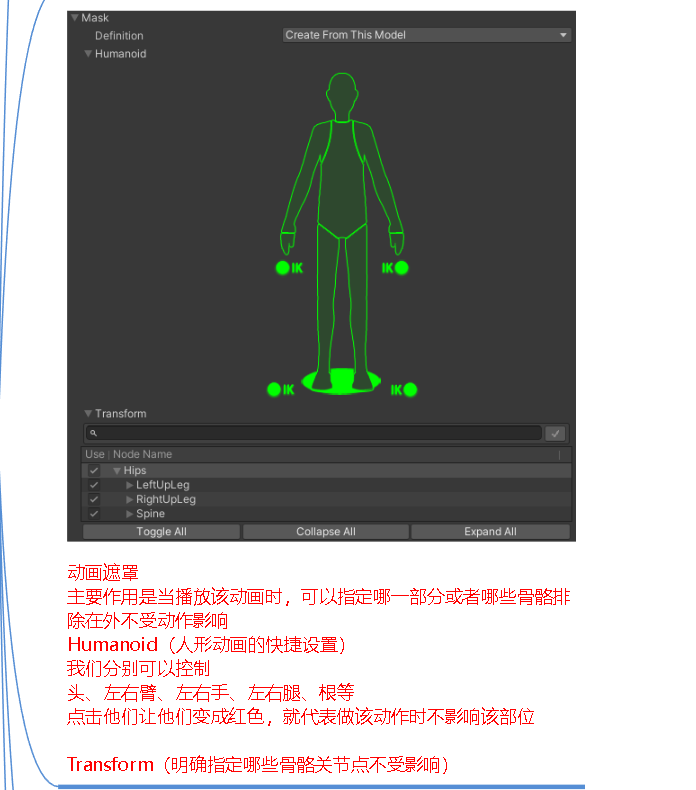 Mask
Definition
Create From This Model
Humanoid
IK
IK
IK
IK
Transform
Use
Node Name
Hips
LeftUpLeg
RightUpLeg
Spine
Toggle All
Collapse All
Expand All
动画遮罩
主要作用是当播放该动画时，可以指定哪一部分或者哪些骨骼排
除在外不受动作影响
Humanoid（人形动画的快捷设置）
我们分别可以控制
头、左右臂、左右手、左右腿、根等
点击他们让他们变成红色，就代表做该动作时不影响该部位
Transform（明确指定哪些骨骼关节点不受影响）